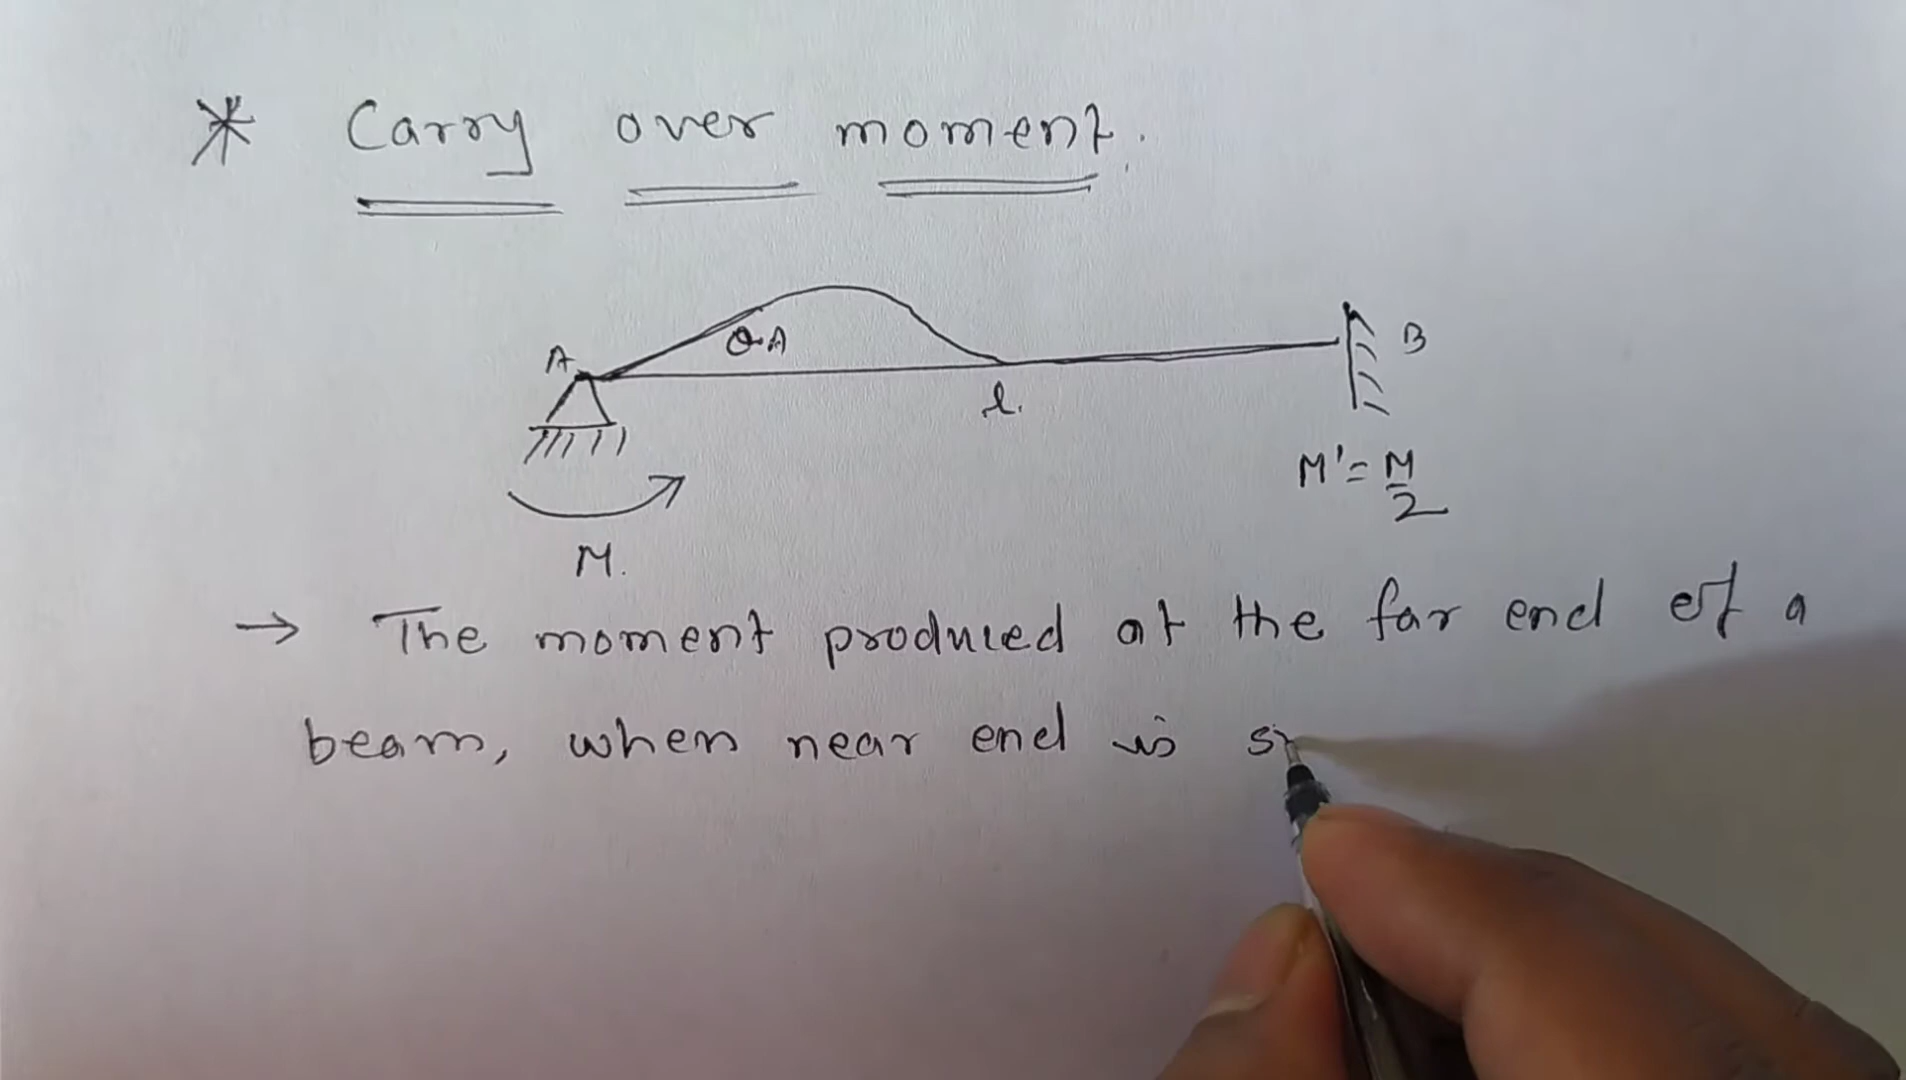 * Carry over moment.
A
θA
B
l.
M' = M/2
M.
→ The moment produced at the far end of a
beam, when near end is